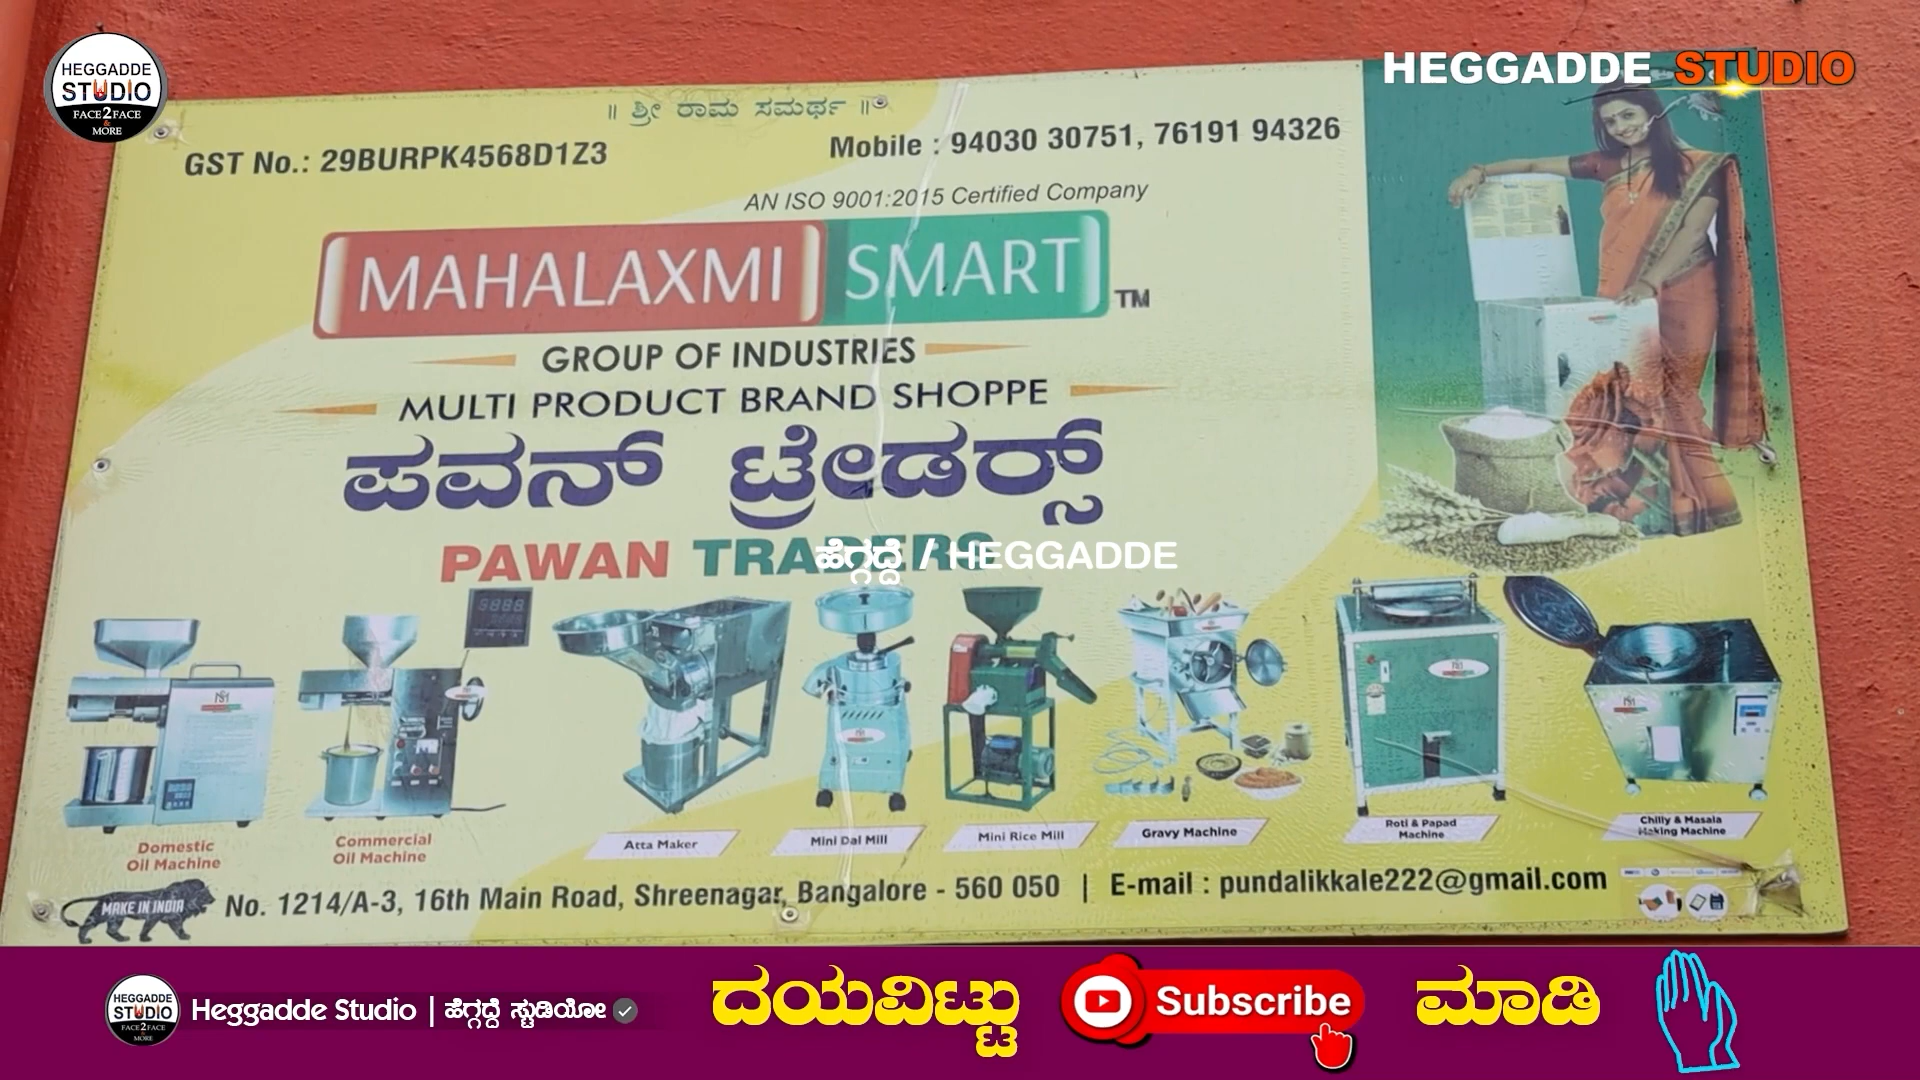 HEGGADDE
STUDIO
FACE2FACE
&
MORE
HEGGADDE STUDIO
॥ ಶ್ರೀ ರಾಮ ಸಮರ್ಥ ॥
GST No.: 29BURPK4568D1Z3
Mobile : 94030 30751, 76191 94326
AN ISO 9001:2015 Certified Company
MAHALAXMI SMART TM
GROUP OF INDUSTRIES
MULTI PRODUCT BRAND SHOPPE
ಪವನ್ ಟ್ರೇಡರ್ಸ್
PAWAN TRADERS
ಹೆಗ್ಗದ್ದೆ / HEGGADDE
Domestic
Oil Machine
Commercial
Oil Machine
Atta Maker
Mini Dal Mill
Mini Rice Mill
Gravy Machine
Roti & Papad
Machine
Chilly & Masala
Making Machine
MAKE IN INDIA
No. 1214/A-3, 16th Main Road, Shreenagar, Bangalore - 560 050 | E-mail : pundalikkale222@gmail.com
HEGGADDE
STUDIO
FACE2FACE
MORE
Heggadde Studio | ಹೆಗ್ಗದ್ದೆ ಸ್ಟುಡಿಯೋ
ದಯವಿಟ್ಟು Subscribe ಮಾಡಿ